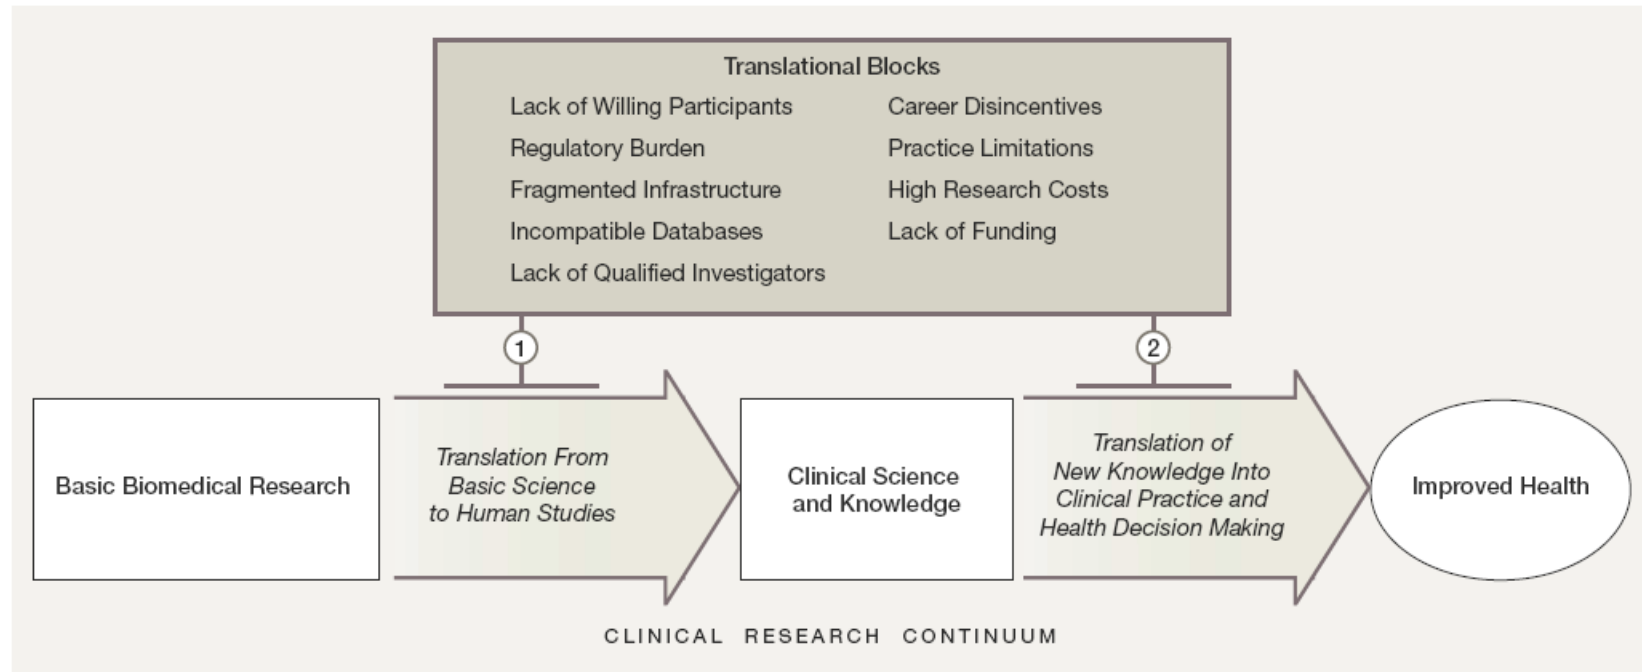 Translational Blocks
Lack of Willing Participants
Regulatory Burden
Fragmented Infrastructure
Incompatible Databases
Lack of Qualified Investigators
Career Disincentives
Practice Limitations
High Research Costs
Lack of Funding
1
2
Basic Biomedical Research
Translation From
Basic Science
to Human Studies
Clinical Science
and Knowledge
Translation of
New Knowledge Into
Clinical Practice and
Health Decision Making
Improved Health
CLINICAL RESEARCH CONTINUUM